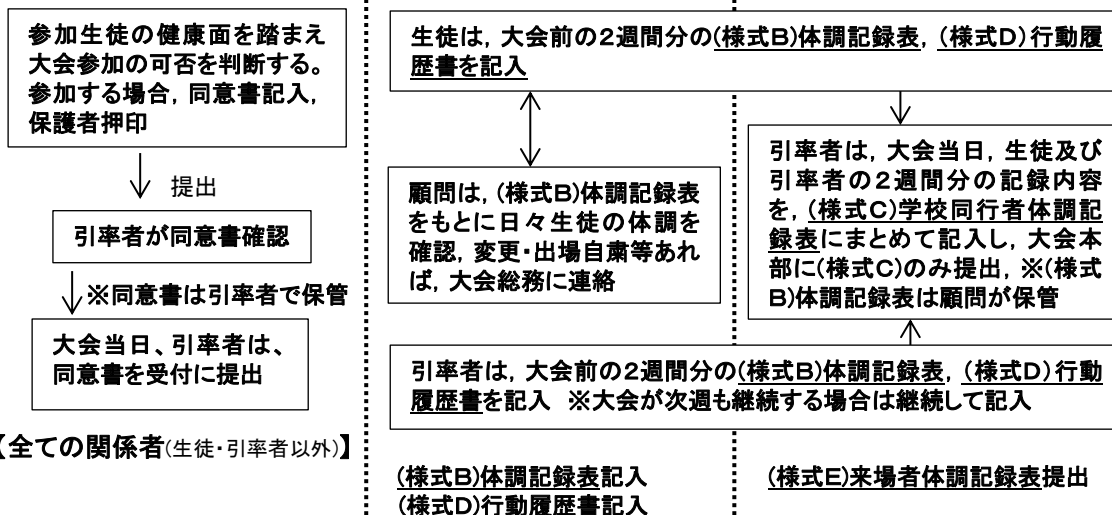 参加生徒の健康面を踏まえ
大会参加の可否を判断する。
参加する場合,同意書記入,
保護者押印
提出
引率者が同意書確認
※同意書は引率者で保管
大会当日、引率者は、
同意書を受付に提出
生徒は,大会前の2週間分の(様式B)体調記録表,(様式D)行動履
歴書を記入
顧問は,(様式B)体調記録表
をもとに日々生徒の体調を
確認,変更・出場自粛等あれ
ば,大会総務に連絡
引率者は,大会当日,生徒及び
引率者の2週間分の記録内容
を,(様式C)学校同行者体調記
録表にまとめて記入し,大会本
部に(様式C)のみ提出,※(様式
B)体調記録表は顧問が保管
引率者は,大会前の2週間分の(様式B)体調記録表,(様式D)行動
履歴書を記入 ※大会が次週も継続する場合は継続して記入
【全ての関係者(生徒・引率者以外)】
(様式B)体調記録表記入
(様式D)行動履歴書記入
(様式E)来場者体調記録表提出